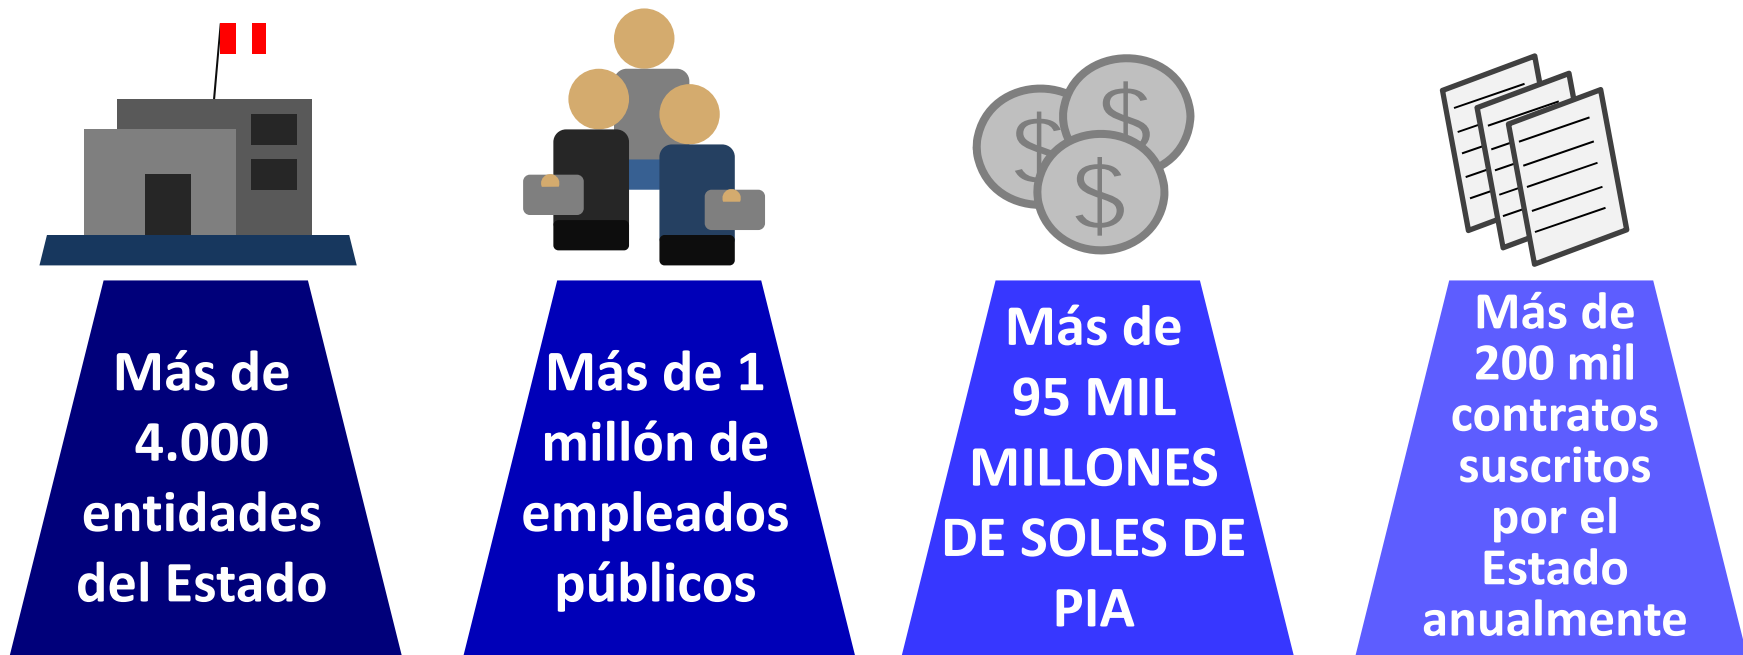 Más de
4.000
entidades
del Estado
Más de 1
millón de
empleados
públicos
Más de
95 MIL
MILLONES
DE SOLES DE
PIA
Más de
200 mil
contratos
suscritos
por el
Estado
anualmente
$
$
$